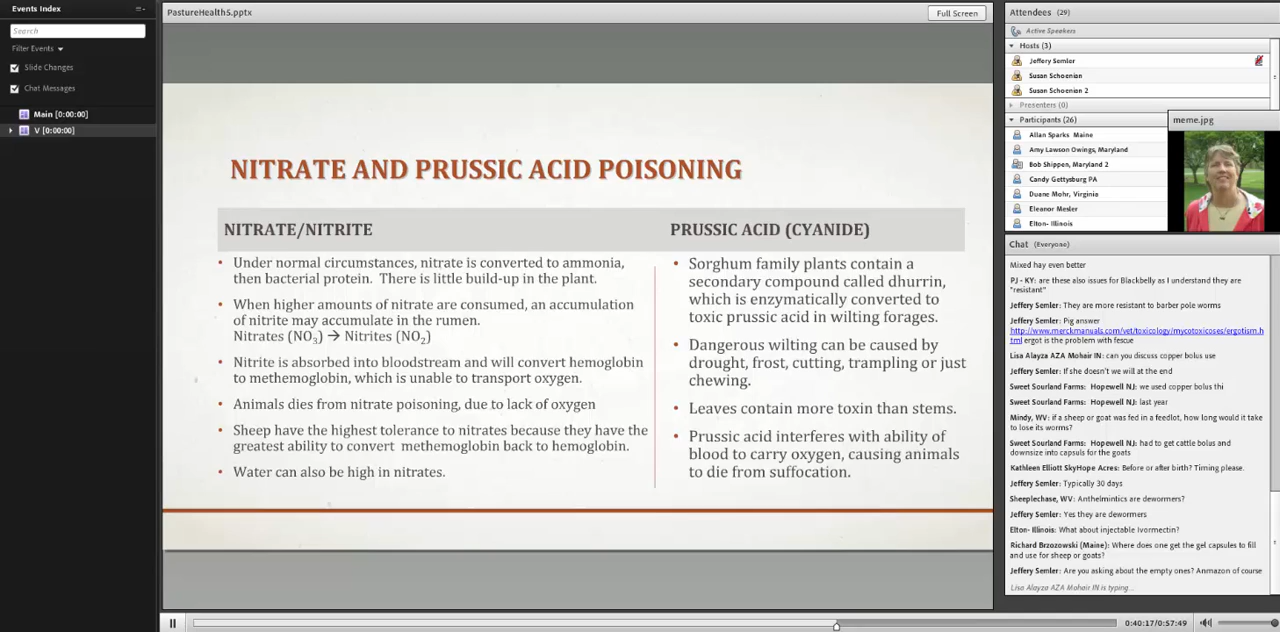 Events Index
Search
Filter Events
Slide Changes
Chat Messages
Main [0:00:00]
V [0:00:00]
PastureHealthS.pptx
Full Screen
NITRATE AND PRUSSIC ACID POISONING
NITRATE/NITRITE
• Under normal circumstances, nitrate is converted to ammonia,
then bacterial protein. There is little build-up in the plant.
• When higher amounts of nitrate are consumed, an accumulation
of nitrite may accumulate in the rumen.
Nitrates (NO3) → Nitrites (NO2)
• Nitrite is absorbed into bloodstream and will convert hemoglobin
to methemoglobin, which is unable to transport oxygen.
• Animals dies from nitrate poisoning, due to lack of oxygen
• Sheep have the highest tolerance to nitrates because they have the
greatest ability to convert methemoglobin back to hemoglobin.
• Water can also be high in nitrates.
PRUSSIC ACID (CYANIDE)
• Sorghum family plants contain a
secondary compound called dhurrin,
which is enzymatically converted to
toxic prussic acid in wilting forages.
• Dangerous wilting can be caused by
drought, frost, cutting, trampling or just
chewing.
• Leaves contain more toxin than stems.
• Prussic acid interferes with ability of
blood to carry oxygen, causing animals
to die from suffocation.
0:40:17/0:57:49
Attendees (29)
Active Speakers
Hosts (3)
Jeffery Semler
Susan Schoenian
Susan Schoenian 2
Presenters (0)
Participants (26)
Allan Sparks Maine
Amy Lawson Owings, Maryland
Bob Shippen, Maryland 2
Candy Gettysburg PA
Duane Mohr, Virginia
Eleanor Mesler
Elton- Illinois
meme.jpg
Chat (Everyone)
Mixed hay even better
PJ - KY: are these also issues for Blackbelly as I understand they are
"resistant"
Jeffery Semler: They are more resistant to barber pole worms
Jeffery Semler: Pig answer
http://www.merckmanuals.com/vet/toxicology/mycotoxicoses/ergotism.h
tml ergot is the problem with fescue
Lisa Alayza AZA Mohair IN: can you discuss copper bolus use
Jeffery Semler: If she doesn't we will at the end
Sweet Sourland Farms: Hopewell NJ: we used copper bolus thi
Sweet Sourland Farms: Hopewell NJ: last year
Mindy, WV: if a sheep or goat was fed in a feedlot, how long would it take
to lose its worms?
Sweet Sourland Farms: Hopewell NJ: had to get cattle bolus and
downsize into capsuls for the goats
Kathleen Elliott SkyHope Acres: Before or after birth? Timing please.
Jeffery Semler: Typically 30 days
Sheeplechase, WV: Anthelmintics are dewormers?
Jeffery Semler: Yes they are dewormers
Elton- Illinois: What about injectable Ivormectin?
Richard Brzozowski (Maine): Where does one get the gel capsules to fill
and use for sheep or goats?
Jeffery Semler: Are you asking about the empty ones? Anmazon of course
Lisa Alayza AZA Mohair IN is typing...